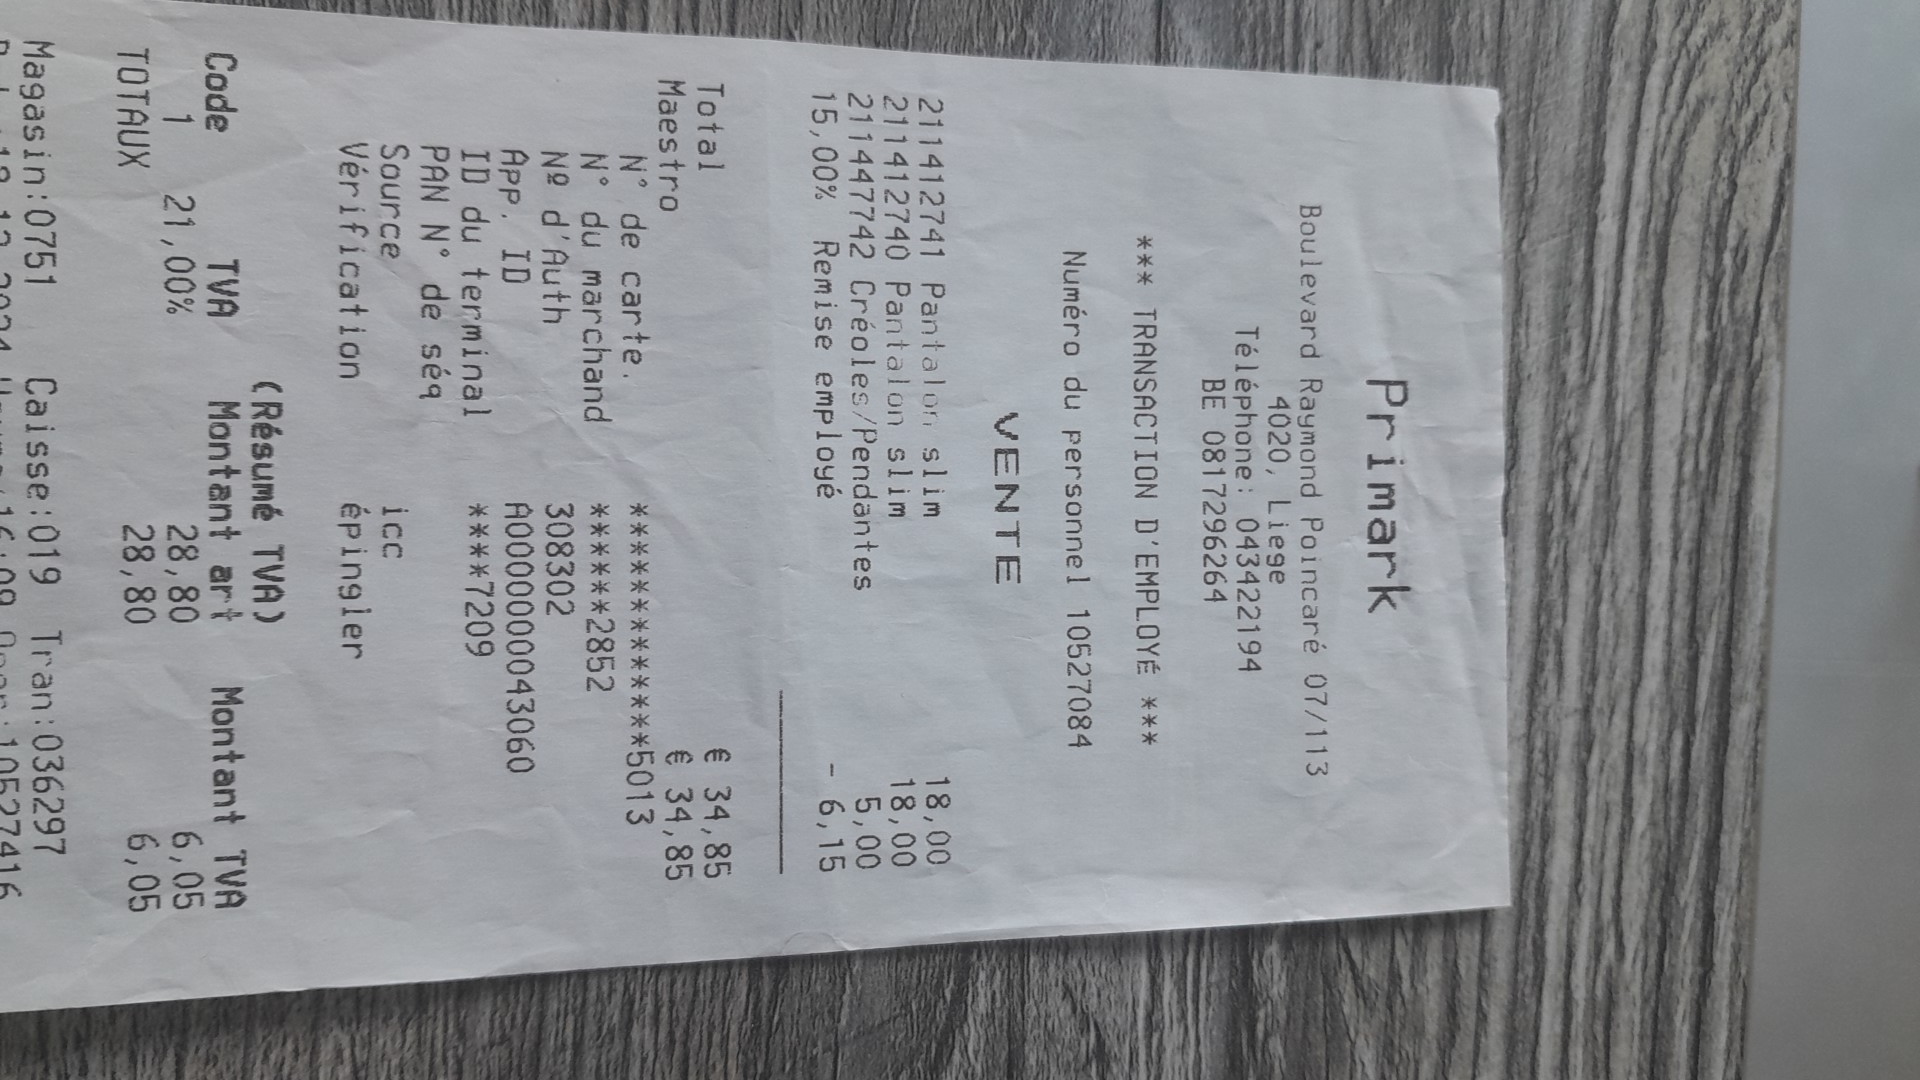 Primark
Boulevard Raymond Poincaré 07/113
4020, Liege
Téléphone: 043422194
BE 0817296264
*** TRANSACTION D'EMPLOYÉ ***
Numéro du personnel 10527084
VENTE
211412741 Pantalon slim 18,00
211412740 Pantalon slim 18,00
211447742 Créoles/Pendantes 5,00
15,00% Remise employé - 6,15
Total € 34,85
Maestro € 34,85
N° de carte. ************5013
N° du marchand ******2852
Nº d'Auth 308302
App. ID A0000000043060
ID du terminal ****7209
PAN N° de séq
Source icc
Vérification épingler
(Résumé TVA)
Code TVA Montant art Montant TVA
1 21,00% 28,80 6,05
TOTAUX 28,80 6,05
Magasin:0751 Caisse:019 Tran:036297